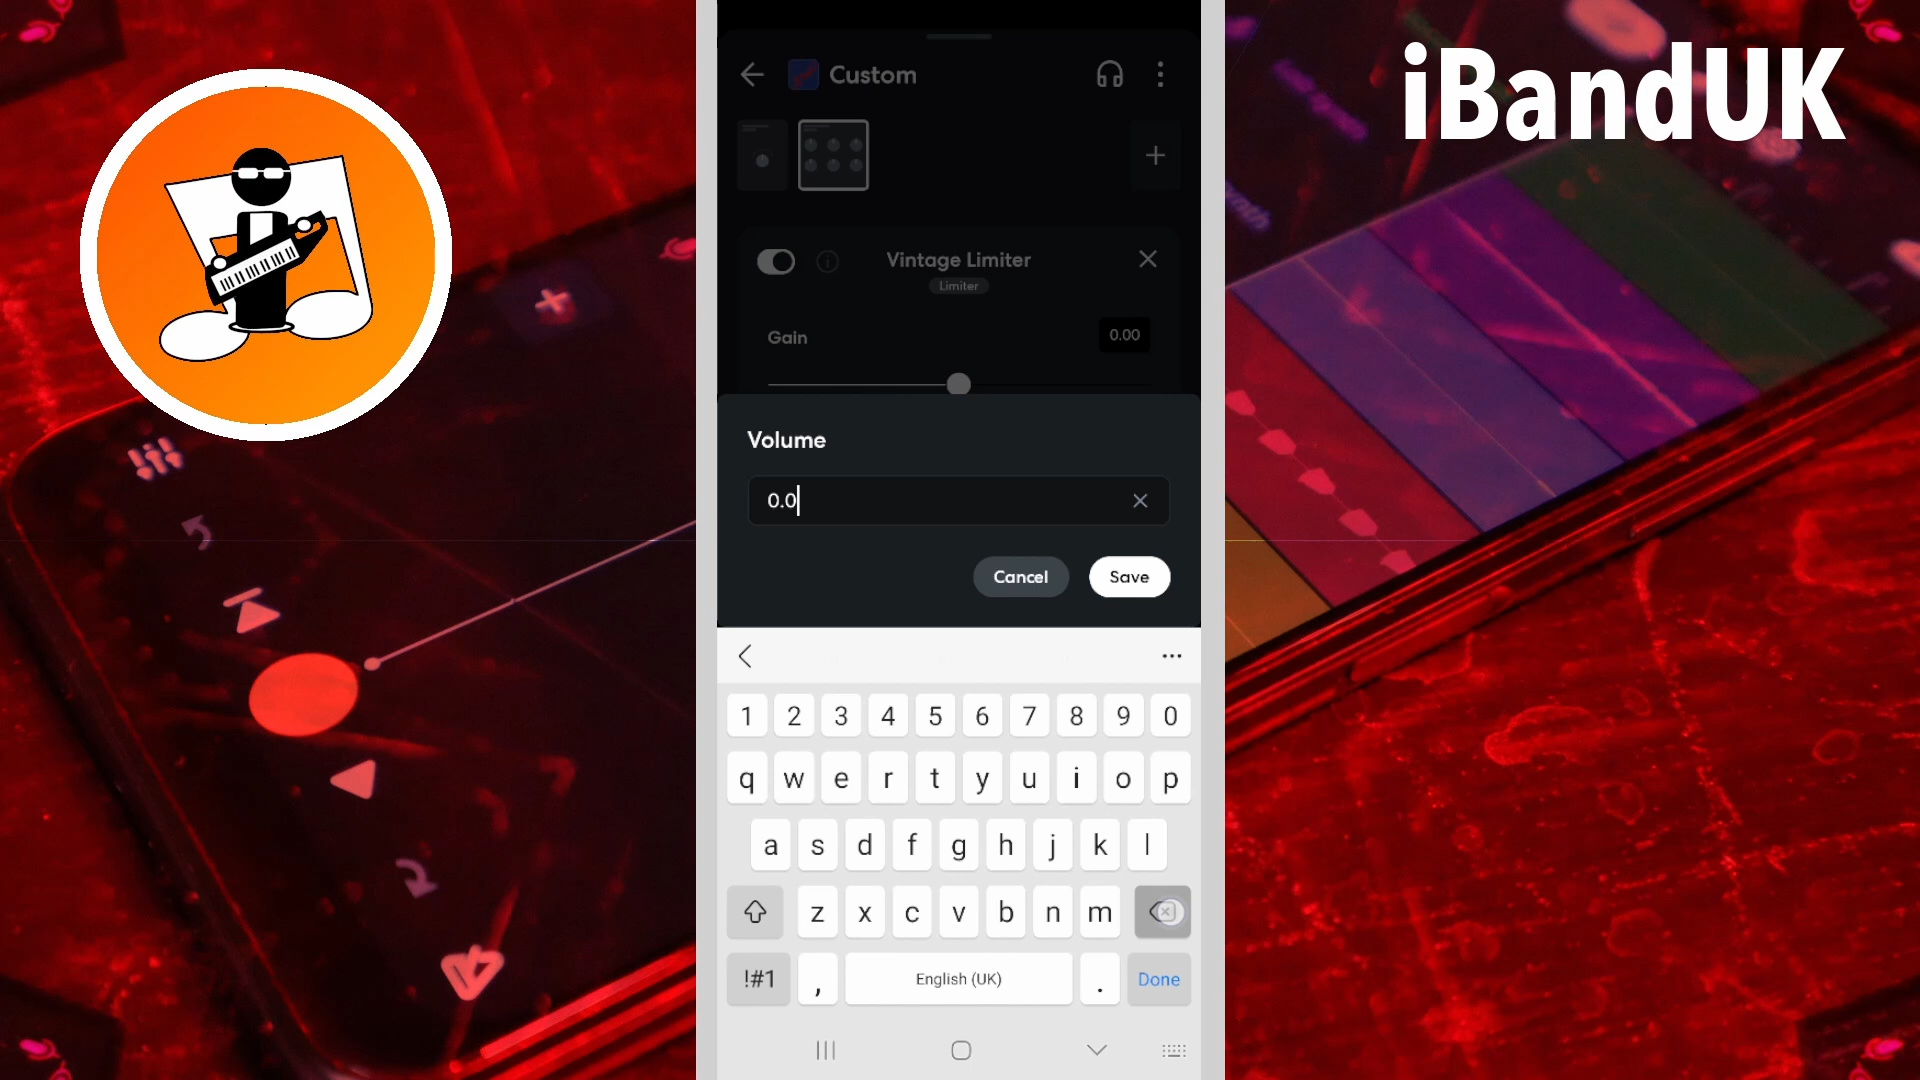 iBandUK
Custom
Vintage Limiter
Limiter
Gain
0.00
Volume
0.0
Cancel
Save
1 2 3 4 5 6 7 8 9 0
q w e r t y u i o p
a s d f g h j k l
z x c v b n m
!#1 , English (UK) . Done